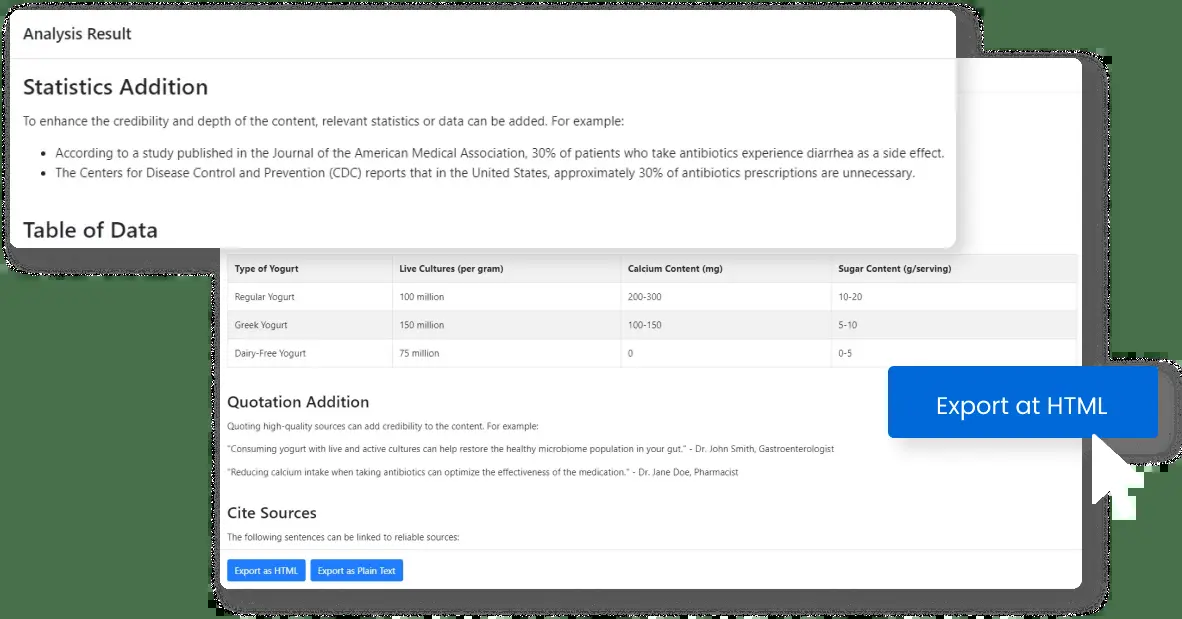 Analysis Result
Statistics Addition
To enhance the credibility and depth of the content, relevant statistics or data can be added. For example:
• According to a study published in the Journal of the American Medical Association, 30% of patients who take antibiotics experience diarrhea as a side effect.
• The Centers for Disease Control and Prevention (CDC) reports that in the United States, approximately 30% of antibiotics prescriptions are unnecessary.
Table of Data
Type of Yogurt Live Cultures (per gram) Calcium Content (mg) Sugar Content (g/serving)
Regular Yogurt 100 million 200-300 10-20
Greek Yogurt 150 million 100-150 5-10
Dairy-Free Yogurt 75 million 0 0-5
Export at HTML
Quotation Addition
Quoting high-quality sources can add credibility to the content. For example:
"Consuming yogurt with live and active cultures can help restore the healthy microbiome population in your gut." - Dr. John Smith, Gastroenterologist
"Reducing calcium intake when taking antibiotics can optimize the effectiveness of the medication." - Dr. Jane Doe, Pharmacist
Cite Sources
The following sentences can be linked to reliable sources:
Export as HTML Export as Plain Text